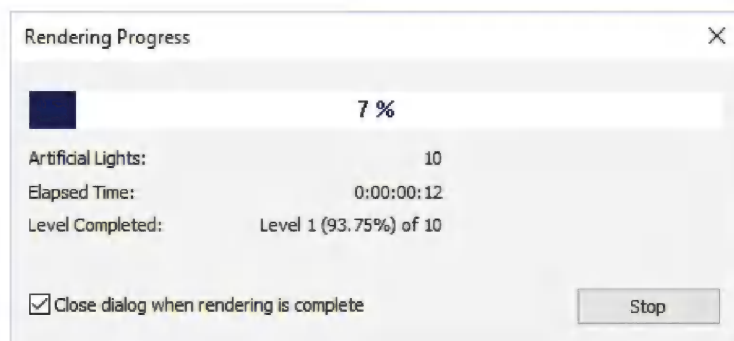 Rendering Progress
7 %
Artificial Lights: 10
Elapsed Time: 0:00:00:12
Level Completed: Level 1 (93.75%) of 10
Close dialog when rendering is complete
Stop